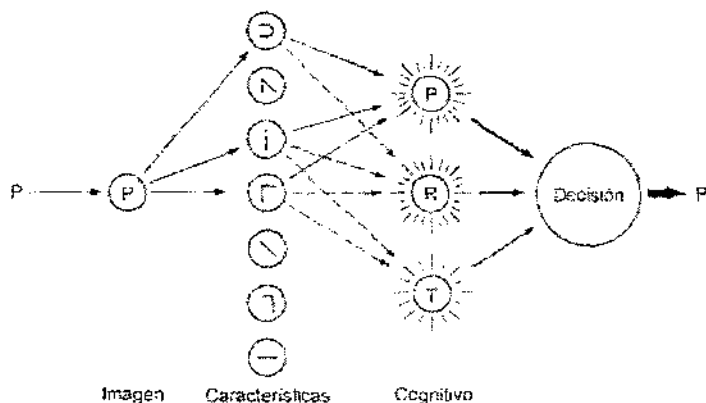 P
P
P
R
T
Decisión
P
Imagen
Características
Cognitivo